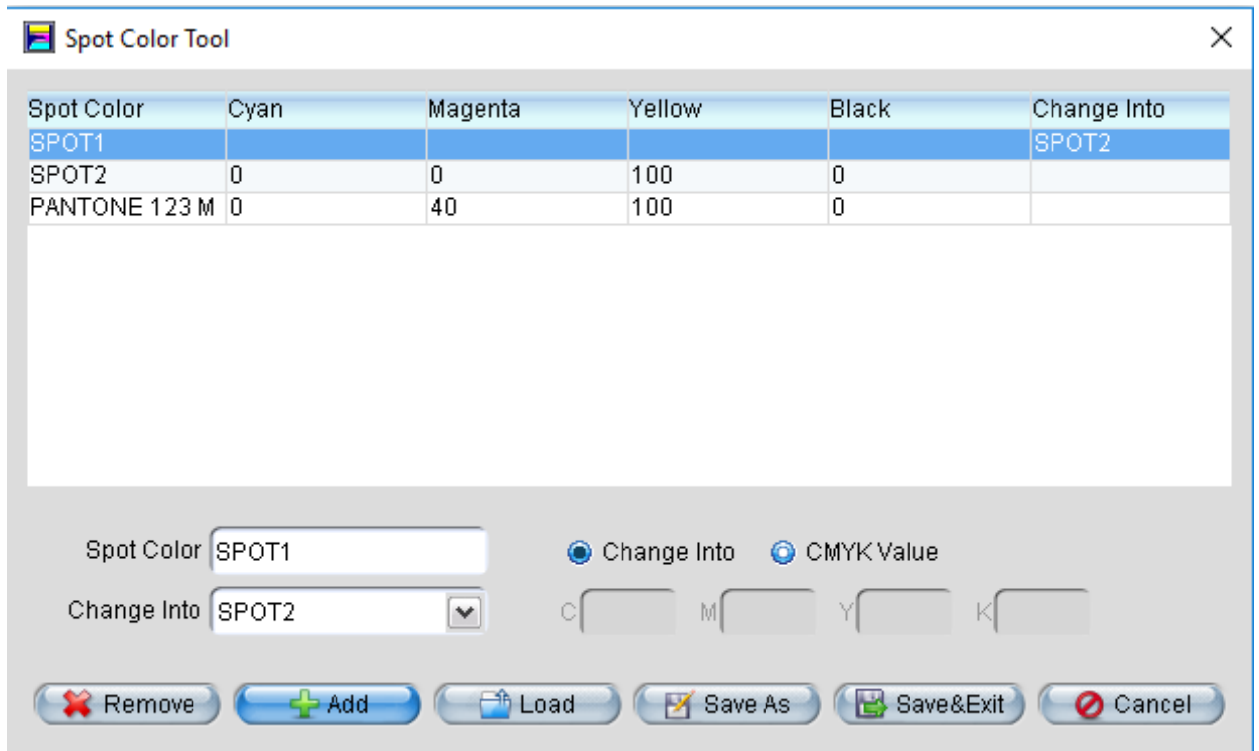 Spot Color Tool
Spot Color Cyan Magenta Yellow Black Change Into
SPOT1 SPOT2
SPOT2 0 0 100 0
PANTONE 123 M 0 40 100 0
Spot Color SPOT1 Change Into CMYK Value
Change Into SPOT2 C M Y K
Remove Add Load Save As Save&Exit Cancel